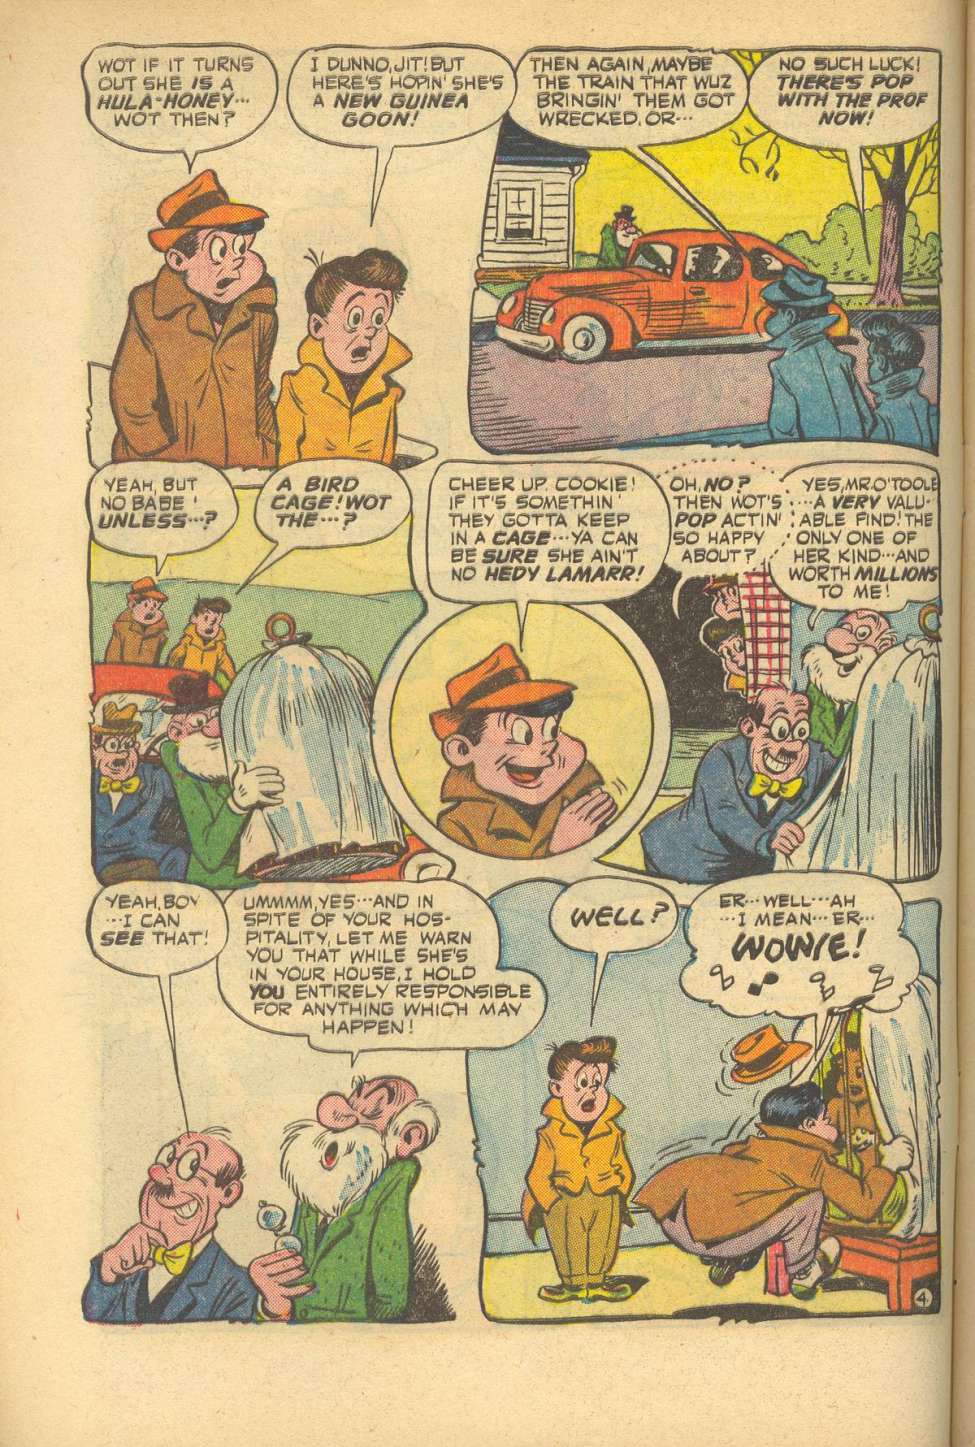 WOT IF IT TURNS
OUT SHE IS A
HULA-HONEY...
WOT THEN?
I DUNNO, JIT! BUT
HERE'S HOPIN' SHE'S
A NEW GUINEA
GOON!
THEN AGAIN, MAYBE
THE TRAIN THAT WUZ
BRINGIN' THEM GOT
WRECKED, OR...
NO SUCH LUCK!
THERE'S POP
WITH THE PROF
NOW!
YEAH, BUT
NO BABE!
UNLESS...?
A BIRD
CAGE! WOT
THE...?
CHEER UP, COOKIE!
IF IT'S SOMETHIN'
THEY GOTTA KEEP
IN A CAGE...YA CAN
BE SURE SHE AIN'T
NO HEDY LAMARR!
OH, NO?
THEN WOT'S
POP ACTIN'
SO HAPPY
ABOUT?
YES, MR. O'TOOLE
...A VERY VALU-
ABLE FIND! THE
ONLY ONE OF
HER KIND...AND
WORTH MILLIONS
TO ME!
YEAH, BOY
...I CAN
SEE THAT!
UMMMM, YES...AND IN
SPITE OF YOUR HOS-
PITALITY, LET ME WARN
YOU THAT WHILE SHE'S
IN YOUR HOUSE, I HOLD
YOU ENTIRELY RESPONSIBLE
FOR ANYTHING WHICH MAY
HAPPEN!
WELL?
ER...WELL...AH
...I MEAN...ER...
WOWIE!
4